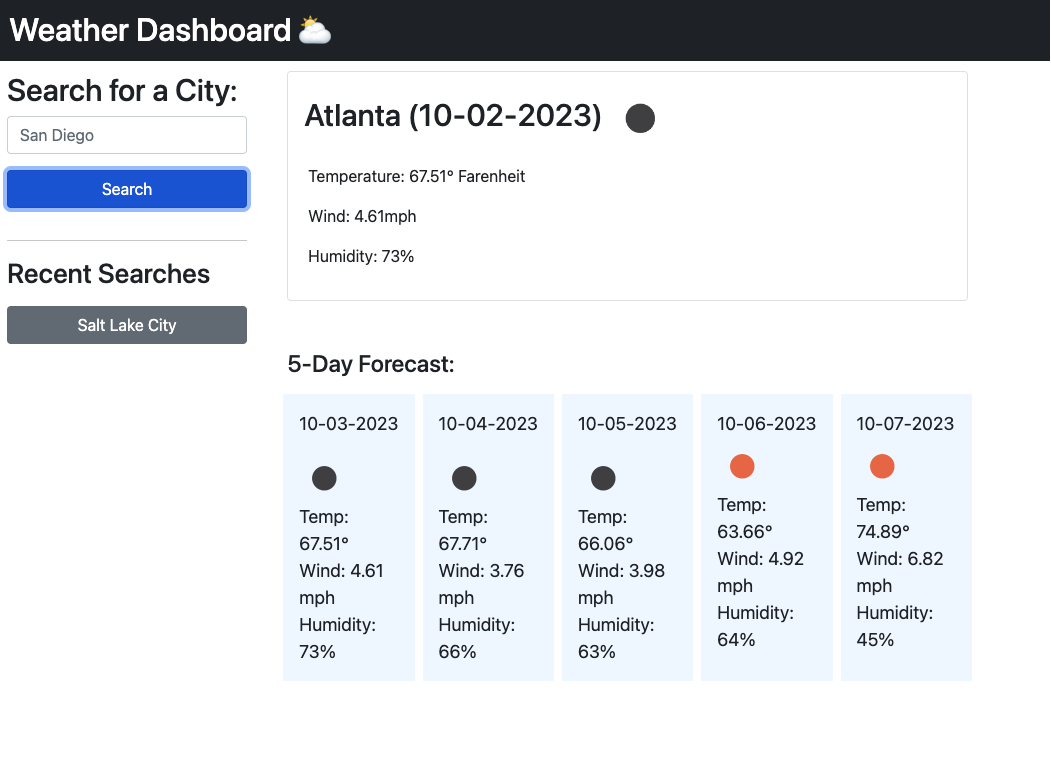 Weather Dashboard
Search for a City:
San Diego
Search
Recent Searches
Salt Lake City
Atlanta (10-02-2023)
Temperature: 67.51° Farenheit
Wind: 4.61mph
Humidity: 73%
5-Day Forecast:
10-03-2023
Temp:
67.51°
Wind: 4.61
mph
Humidity:
73%
10-04-2023
Temp:
67.71°
Wind: 3.76
mph
Humidity:
66%
10-05-2023
Temp:
66.06°
Wind: 3.98
mph
Humidity:
63%
10-06-2023
Temp:
63.66°
Wind: 4.92
mph
Humidity:
64%
10-07-2023
Temp:
74.89°
Wind: 6.82
mph
Humidity:
45%